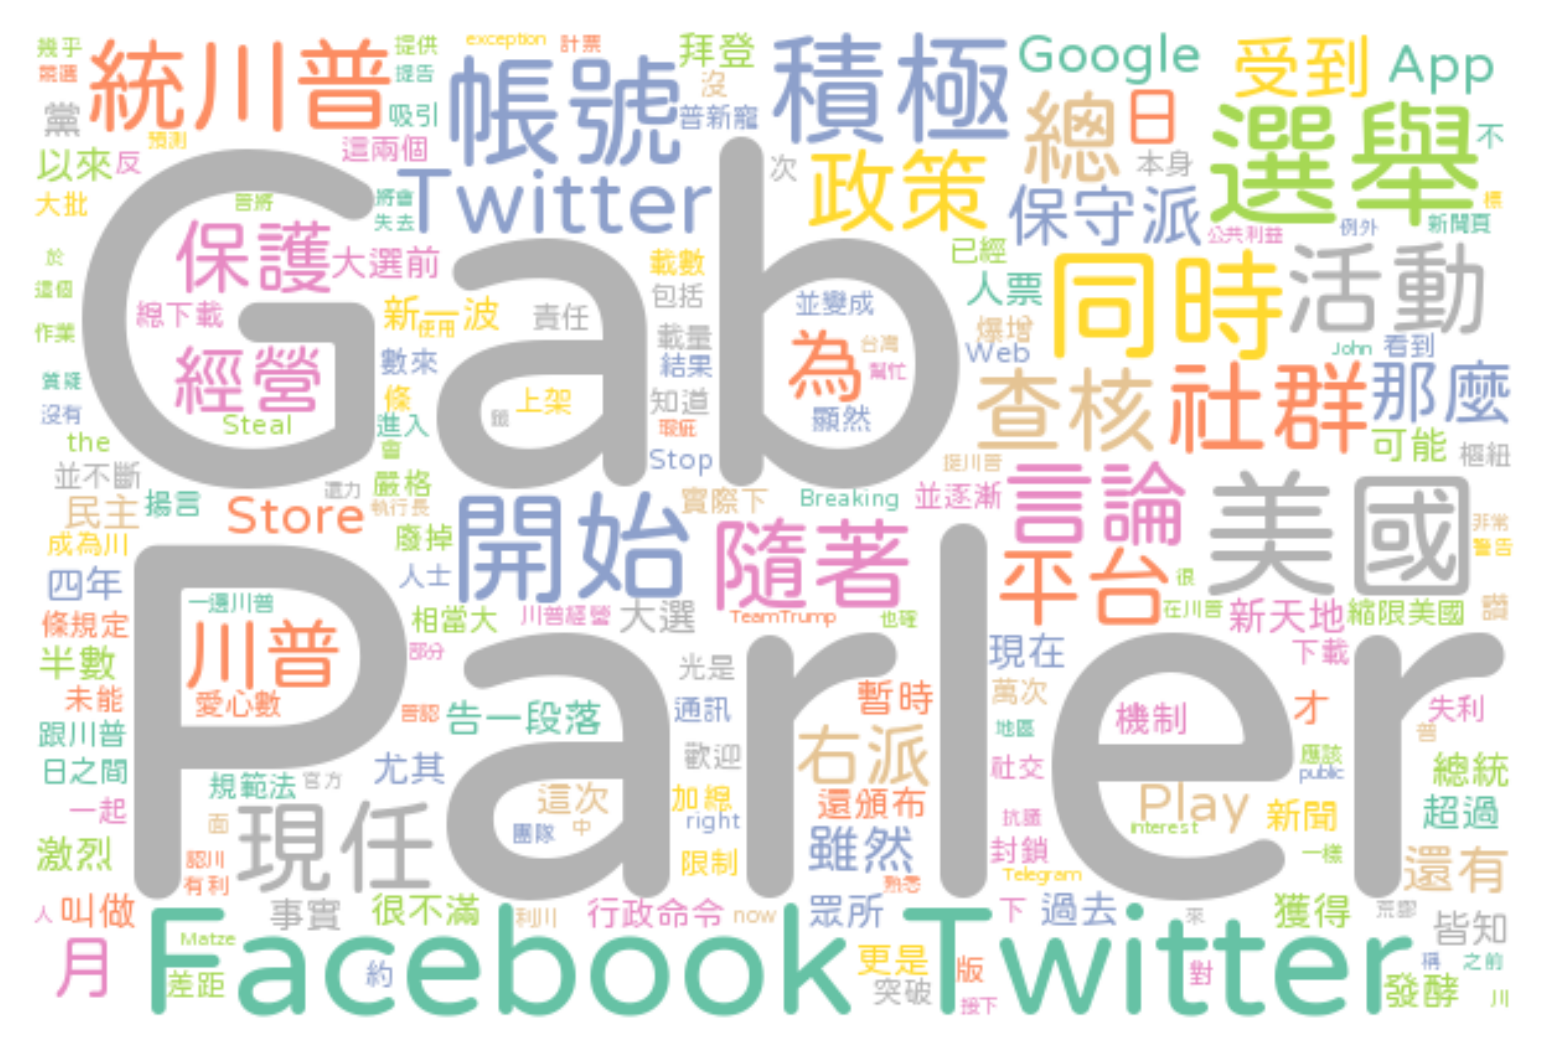 幾乎 統川普 提供 exception 計票 拜登 積極 Google 受到 App
競選 帳號 提告 沒 總 日
黨 吸引 普新寵 選舉 不
預測 這兩個 政策 本身
以來 反 次
大批 普將 將會 Twitter 保守派 標
失去 例外 新聞頁
保護 大選前 公共利益
於 載數 已經 同時 活動
這個 包括 人票
總下載 新一波 責任 並變成
作業 使用 載量 為 台灣 爆增 John 看到
經營 數來 結果 幫忙 Web
質疑 查核 社群 那麼
沒有 條 上架 知道
Steal 鐵 進入 瑕疵 顯然
the 會 Stop 可能 樞紐
Gab
並不斷 還力 嚴格 挺川普 言論 美國
民主 揚言 Store 執行長 開始 實際下 Breaking 並逐漸
成為川 廢掉 隨著 非常
警告
四年 人士 平台 很
一邊川普 相當大 川普經營 大選 TeamTrump 也確 在川普 新天地 縮限美國 讚
條規定
半數 川普 部分 光是 現在 下載
未能 愛心數 普認 告一段落 通訊 暫時 萬次 機制 才 失利
跟川普 地區 普
日之間 規範法 官方 尤其 歡迎 右派 社交 應該 總統
public
Parler
一起 面 現任 這次 加總 還頒布 抗議 Play 新聞 超過
團隊 中 right interest
激烈 認川 限制 雖然 封鎖 一樣 還有
有利 熟悉 Telegram
人 叫做 事實 很不滿 利川 行政命令 now 眾所 下 過去 來 獲得 荒謬 皆知
月 Matze Facebook Twitter
差距 約 更是 版 對 稱 之前
突破 接下 發酵 川